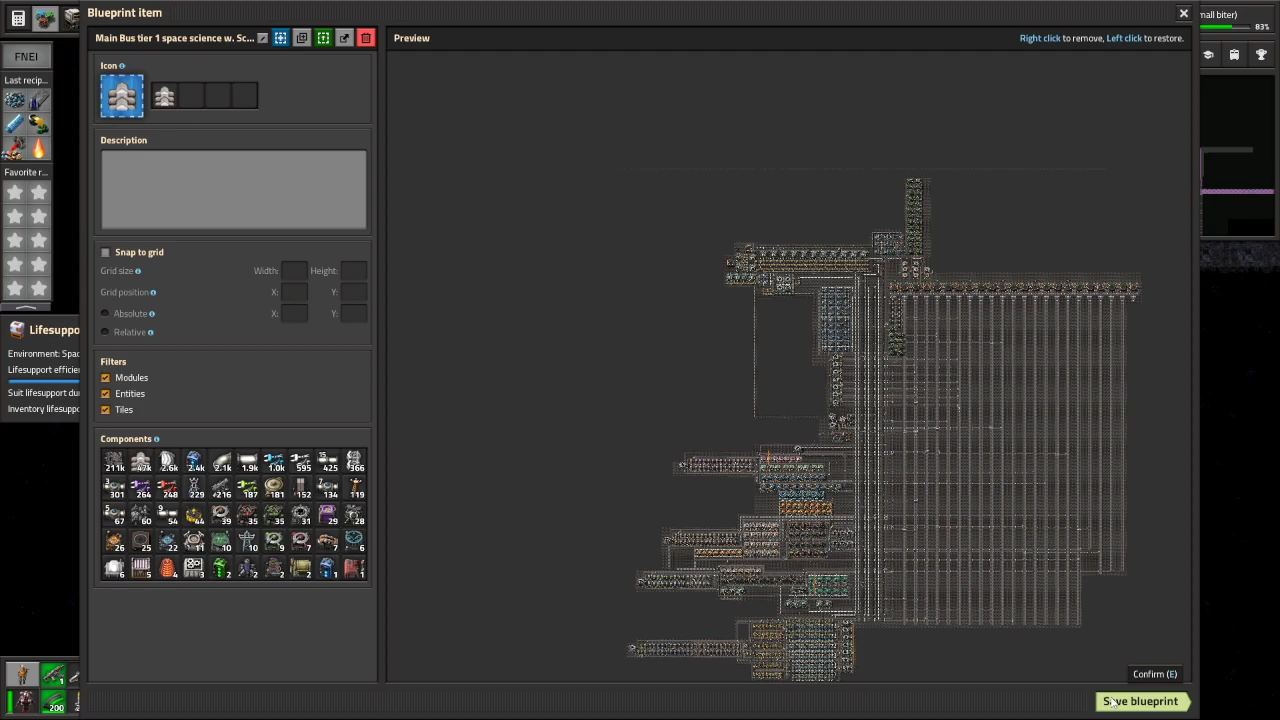 Blueprint item
small biter)
83%
Main Bus tier 1 space science w. Sc...
Preview
Right click to remove, Left click to restore.
FNEI
Last recip...
Icon
Description
Favorite r...
Snap to grid
Grid size
Width:
Height:
Grid position
X:
Y:
Absolute
X:
Y:
Relative
Lifesuppo
Environment: Spac
Lifesupport efficien
Suit lifesupport dur
Inventory lifesuppo
Filters
Modules
Entities
Tiles
Components
211k 47k 2.6k 2.4k 2.1k 1.9k 1.0k 595 425 366
301 264 248 229 216 187 181 152 134 119
67 60 54 44 39 35 35 31 29 28
26 25 22 11 10 10 9 7 7 6
6 5 4 3 2 2 2 2 1 1
Confirm (E)
Save blueprint
1
200